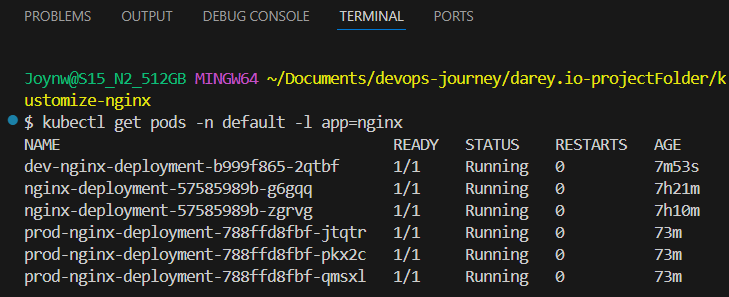 PROBLEMS OUTPUT DEBUG CONSOLE TERMINAL PORTS
Joynw@S15_N2_512GB MINGW64 ~/Documents/devops-journey/darey.io-projectFolder/k
ustomize-nginx
$ kubectl get pods -n default -l app=nginx
NAME READY STATUS RESTARTS AGE
dev-nginx-deployment-b999f865-2qtbf 1/1 Running 0 7m53s
nginx-deployment-57585989b-g6gqq 1/1 Running 0 7h21m
nginx-deployment-57585989b-zgrvg 1/1 Running 0 7h10m
prod-nginx-deployment-788ffd8fbf-jtqtr 1/1 Running 0 73m
prod-nginx-deployment-788ffd8fbf-pkx2c 1/1 Running 0 73m
prod-nginx-deployment-788ffd8fbf-qmsxl 1/1 Running 0 73m